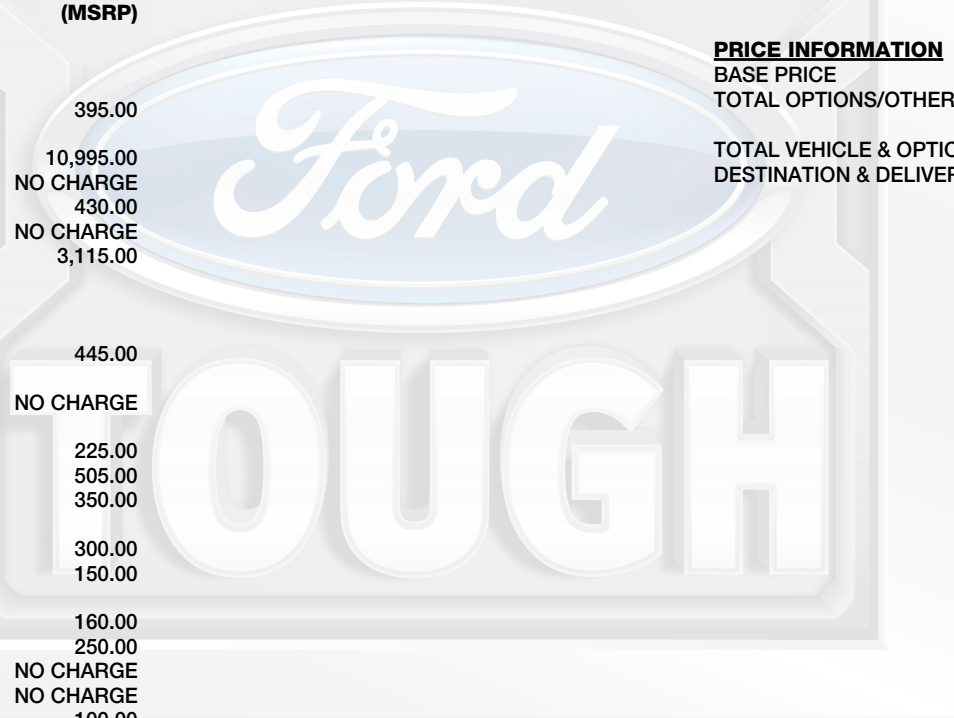 (MSRP)
395.00
10,995.00
NO CHARGE
430.00
NO CHARGE
3,115.00
445.00
NO CHARGE
225.00
505.00
350.00
300.00
150.00
160.00
250.00
NO CHARGE
NO CHARGE
100.00
PRICE INFORMATION
BASE PRICE
TOTAL OPTIONS/OTHER
TOTAL VEHICLE & OPTIO
DESTINATION & DELIVER
Ford
TOUGH